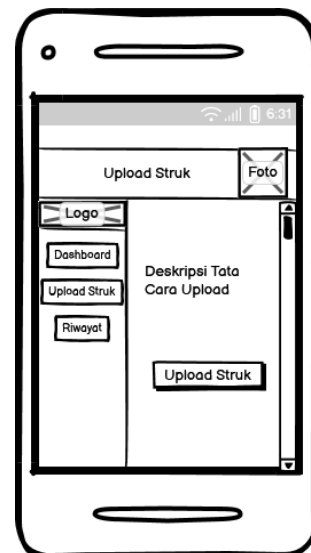 6:31
Upload Struk
Foto
Logo
Dashboard
Upload Struk
Riwayat
Deskripsi Tata
Cara Upload
Upload Struk